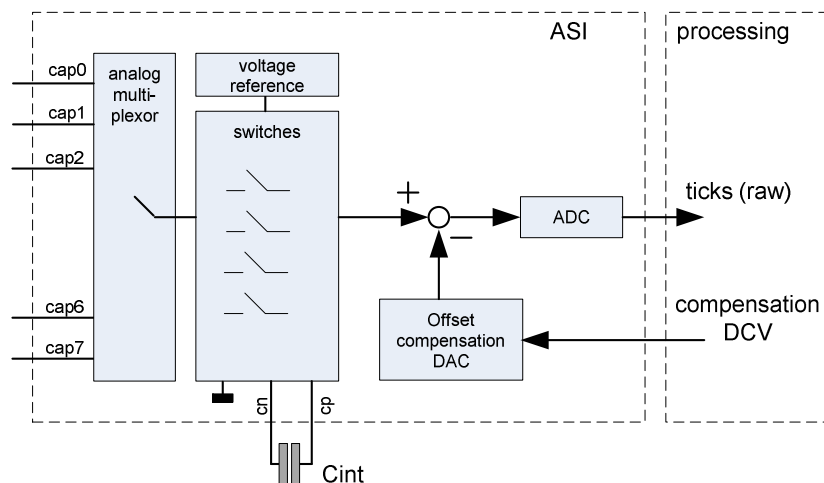 ASI
processing
cap0
cap1
cap2
cap6
cap7
analog
multi-
plexor
voltage
reference
switches
+
−
ADC
ticks (raw)
Offset
compensation
DAC
compensation
DCV
cn
cp
Cint